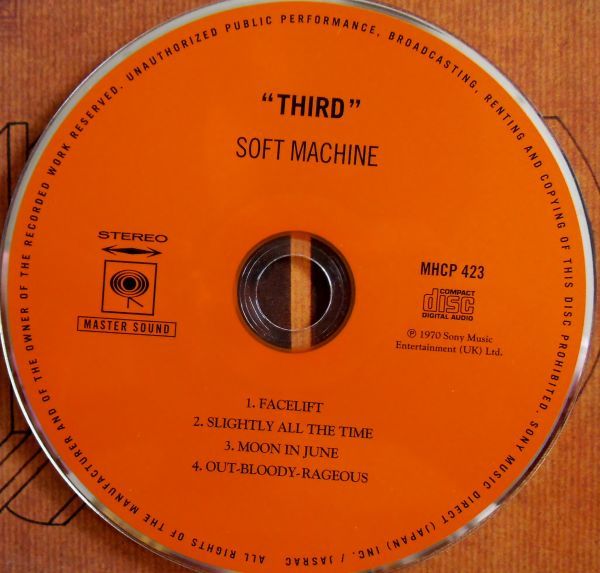 ALL RIGHTS OF THE MANUFACTURER AND OF THE OWNER OF THE RECORDED WORK RESERVED. UNAUTHORIZED PUBLIC PERFORMANCE, BROADCASTING, RENTING AND COPYING OF THIS DISC PROHIBITED. SONY MUSIC DIRECT (JAPAN) INC. / JASRAC
"THIRD"
SOFT MACHINE
STEREO
MASTER SOUND
MHCP 423
COMPACT
disc
DIGITAL AUDIO
℗ 1970 Sony Music
Entertainment (UK) Ltd.
1. FACELIFT
2. SLIGHTLY ALL THE TIME
3. MOON IN JUNE
4. OUT-BLOODY-RAGEOUS